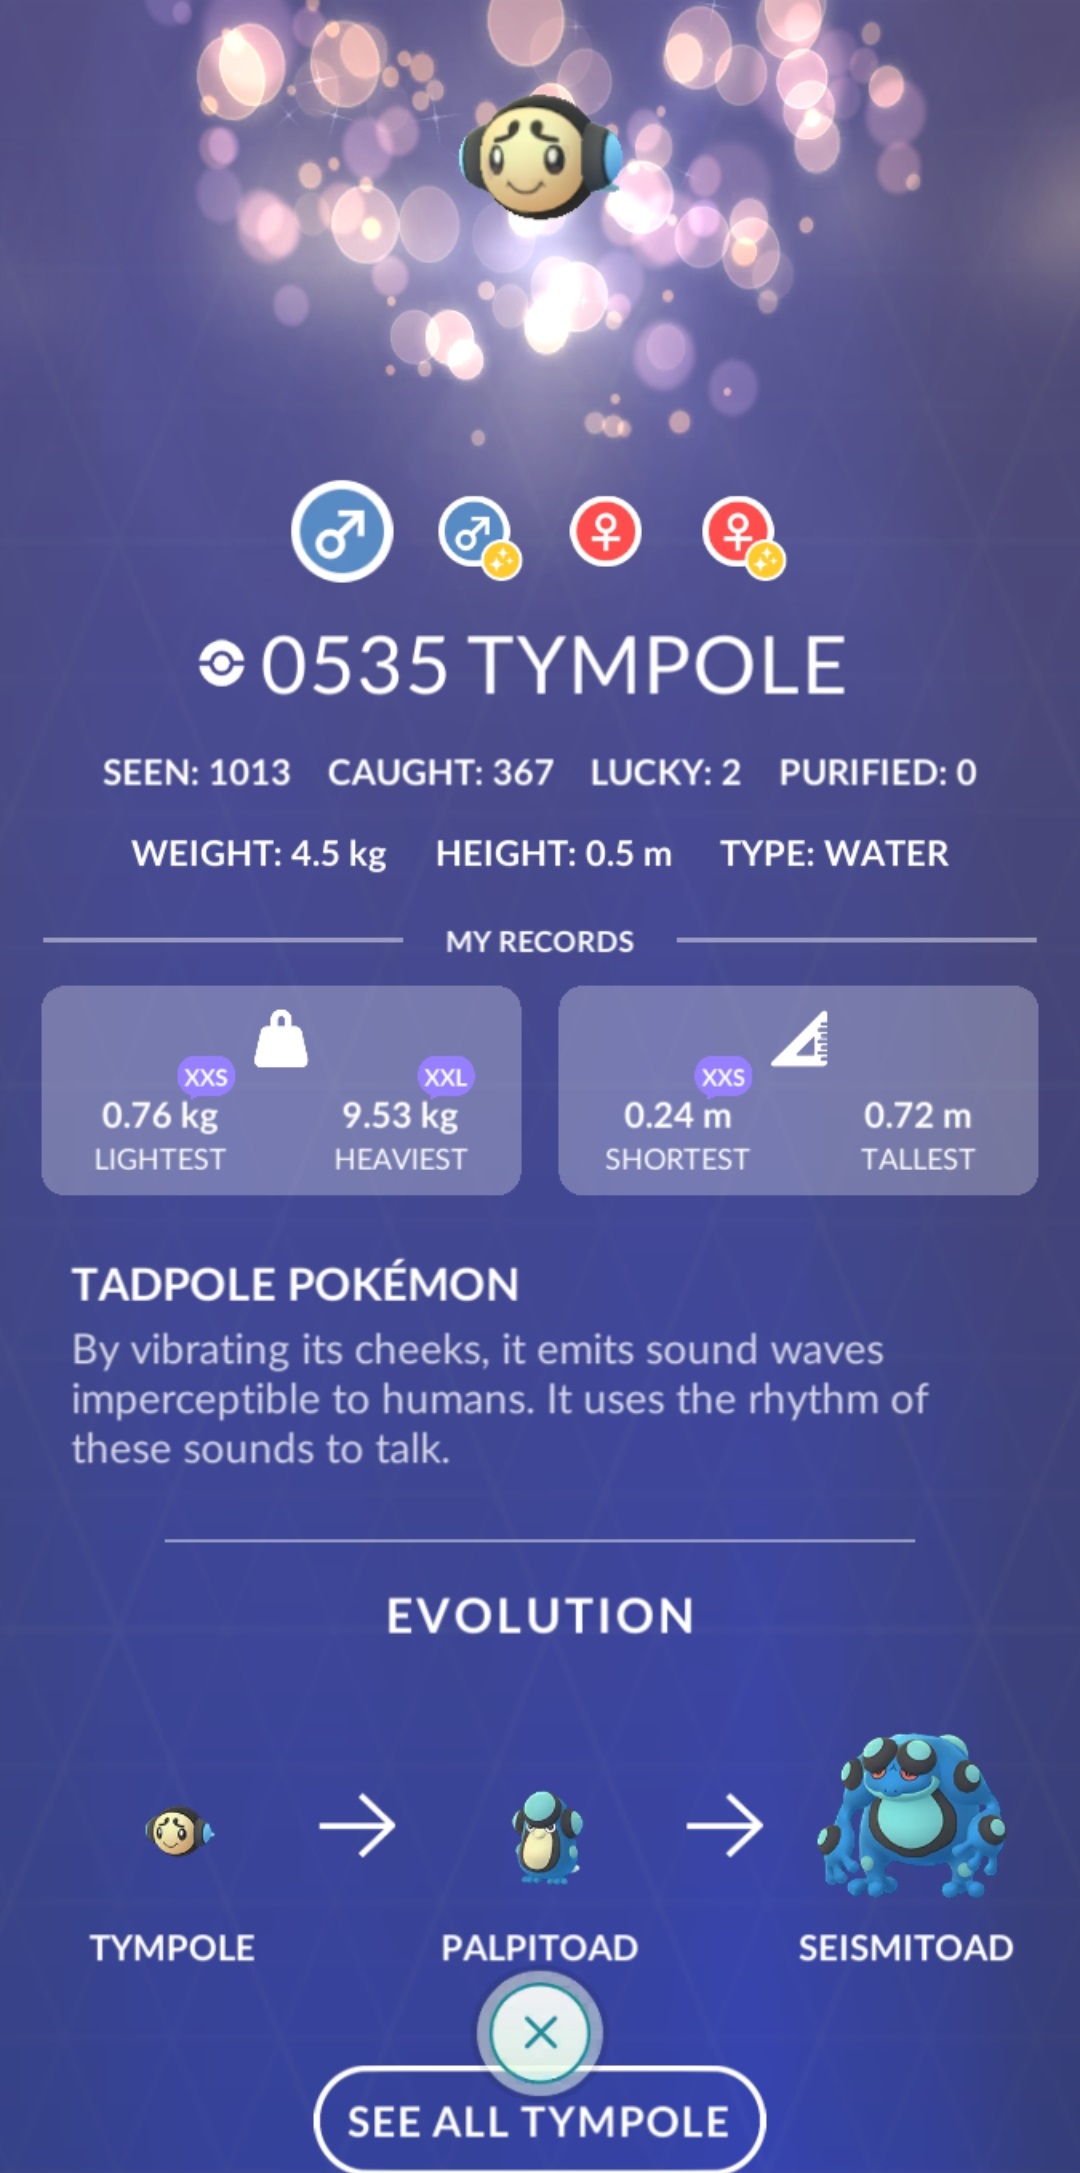 0535 TYMPOLE
SEEN: 1013 CAUGHT: 367 LUCKY: 2 PURIFIED: 0
WEIGHT: 4.5 kg HEIGHT: 0.5 m TYPE: WATER
MY RECORDS
XXS XXL XXS
0.76 kg 9.53 kg 0.24 m 0.72 m
LIGHTEST HEAVIEST SHORTEST TALLEST
TADPOLE POKÉMON
By vibrating its cheeks, it emits sound waves
imperceptible to humans. It uses the rhythm of
these sounds to talk.
EVOLUTION
TYMPOLE PALPITOAD SEISMITOAD
SEE ALL TYMPOLE